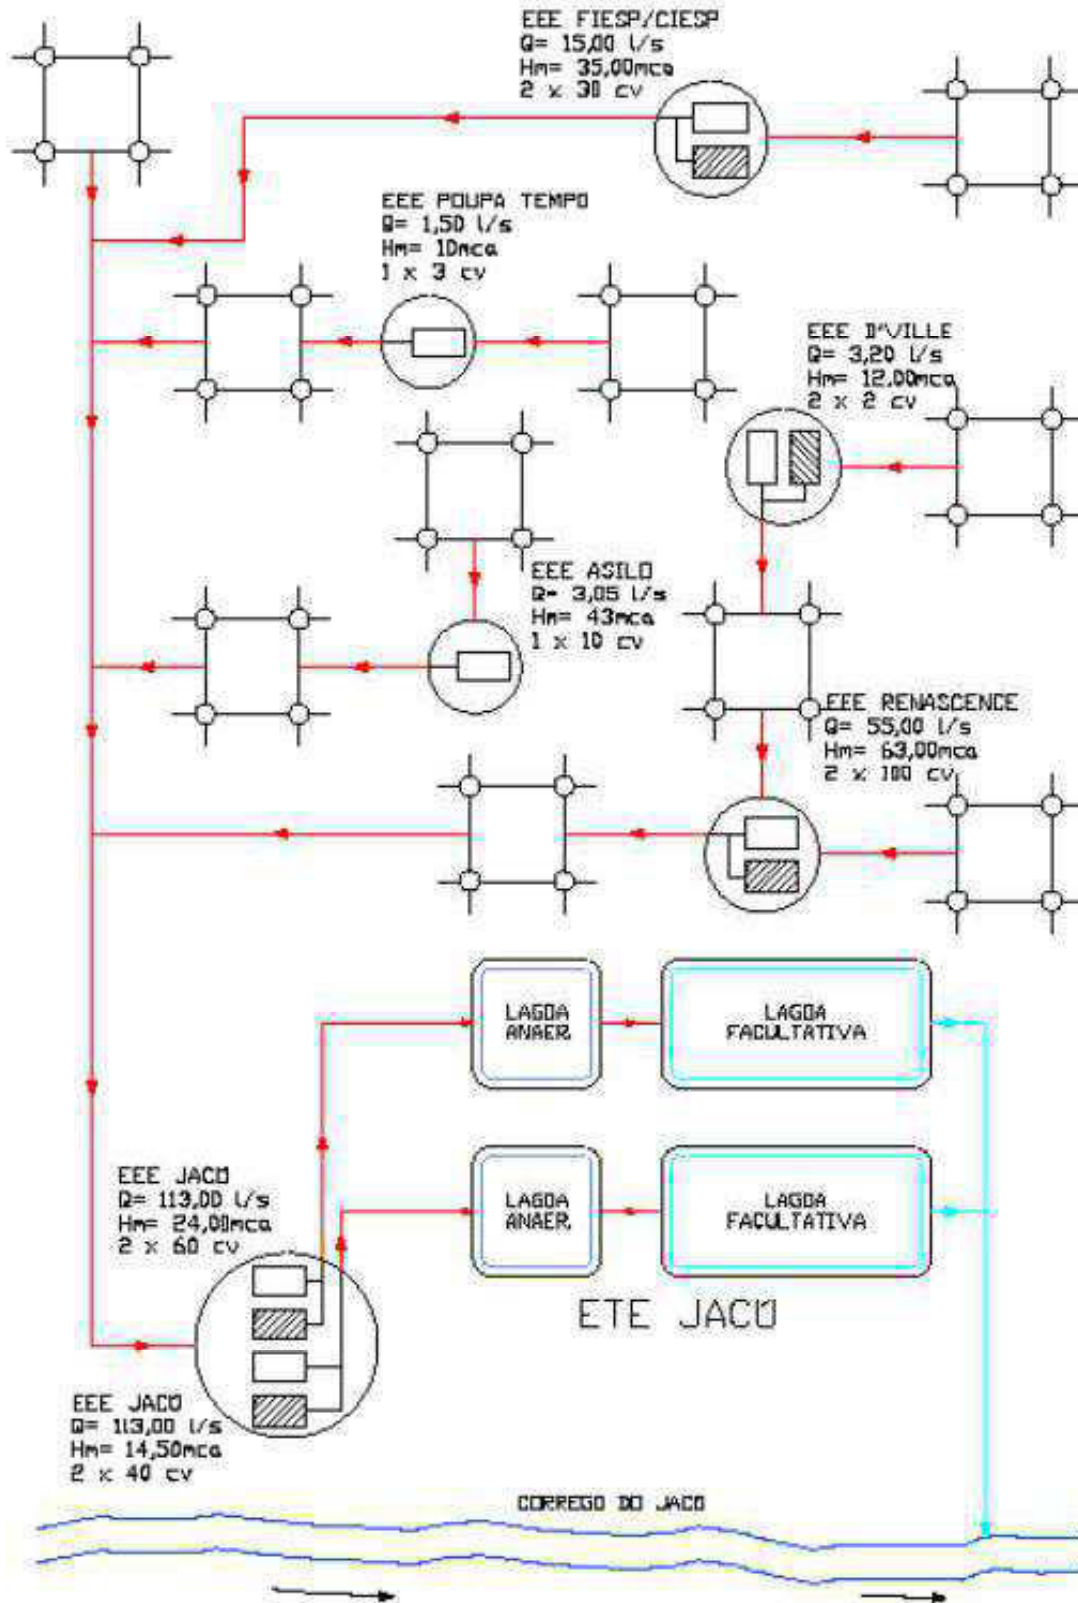 EEE FIESP/CIESP
Q= 15,00 l/s
Hm= 35,00mca
2 x 30 cv
EEE POUPA TEMPO
Q= 1,50 l/s
Hm= 10mca
1 x 3 cv
EEE D'VILLE
Q= 3,20 l/s
Hm= 12,00mca
2 x 2 cv
EEE ASILO
Q= 3,05 l/s
Hm= 43mca
1 x 10 cv
EEE RENASCENCE
Q= 55,00 l/s
Hm= 63,00mca
2 x 100 cv
LAGOA
ANAER.
LAGOA
FACULTATIVA
EEE JACÚ
Q= 113,00 l/s
Hm= 24,00mca
2 x 60 cv
LAGOA
ANAER.
LAGOA
FACULTATIVA
ETE JACÚ
EEE JACÚ
Q= 113,00 l/s
Hm= 14,50mca
2 x 40 cv
CORREGO DO JACÚ